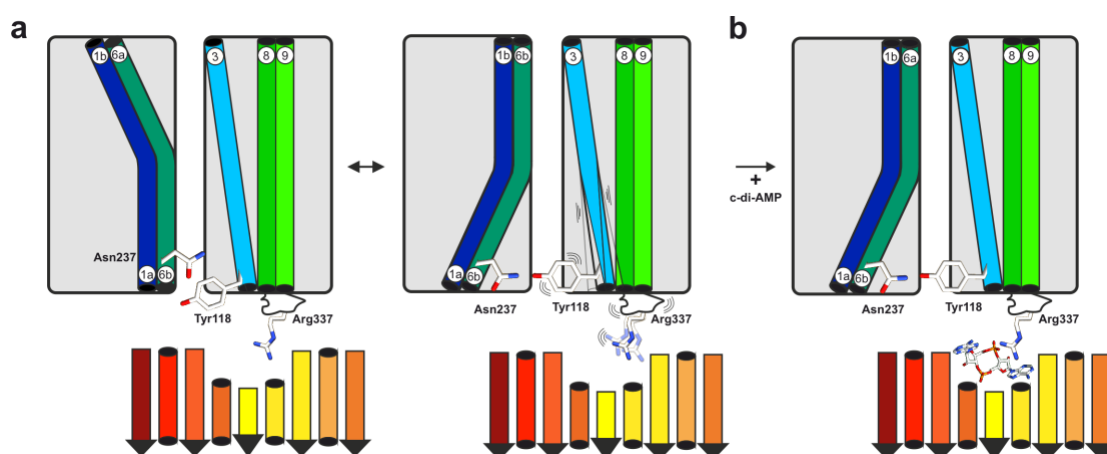 a
b
1b 6a 3 8 9
1b 6b 3 8 9
1b 6a 3 8 9
+
c-di-AMP
Asn237
1a 6b
1a 6b
1a 6b
Tyr118
Arg337
Asn237
Tyr118
Arg337
Asn237
Tyr118
Arg337